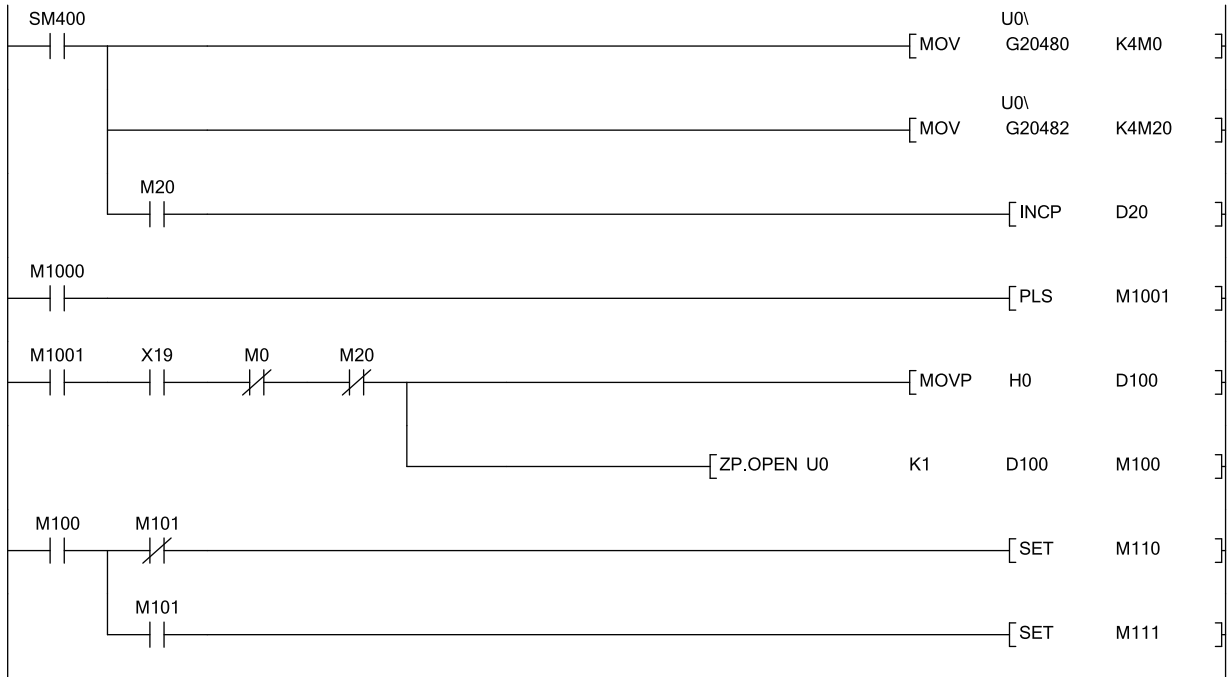 SM400
U0\
MOV G20480 K4M0
U0\
MOV G20482 K4M20
M20
INCP D20
M1000
PLS M1001
M1001 X19 M0 M20
MOVP H0 D100
ZP.OPEN U0 K1 D100 M100
M100 M101
SET M110
M101
SET M111